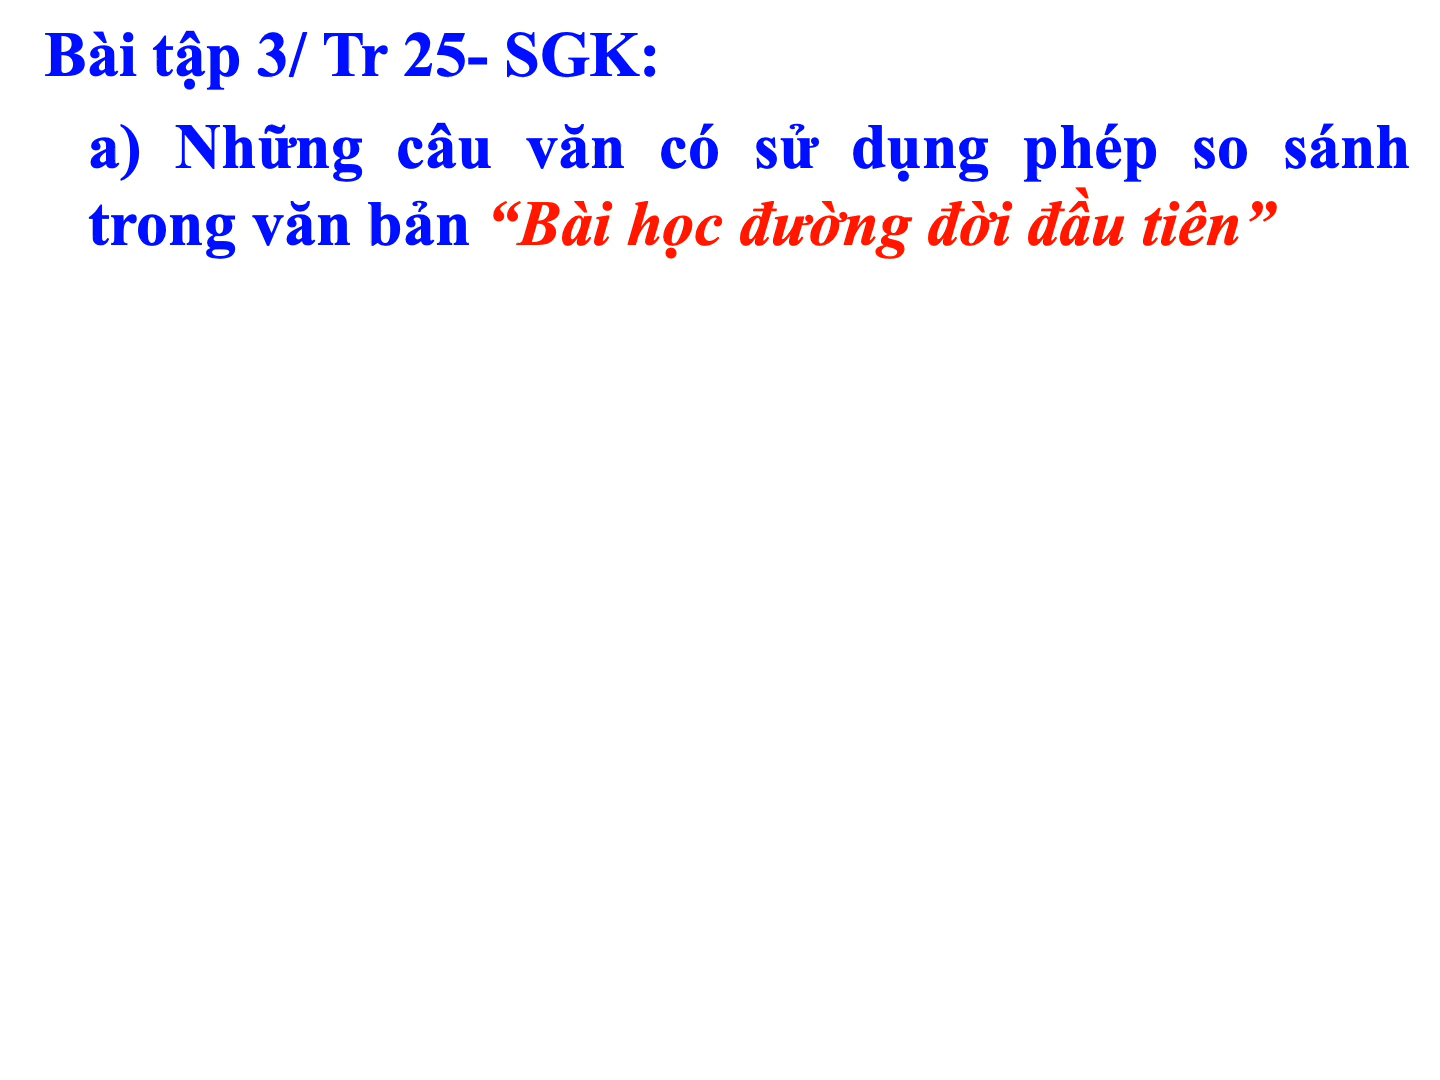 Bài tập 3/ Tr 25- SGK:
a) Những câu văn có sử dụng phép so sánh
trong văn bản “Bài học đường đời đầu tiên”